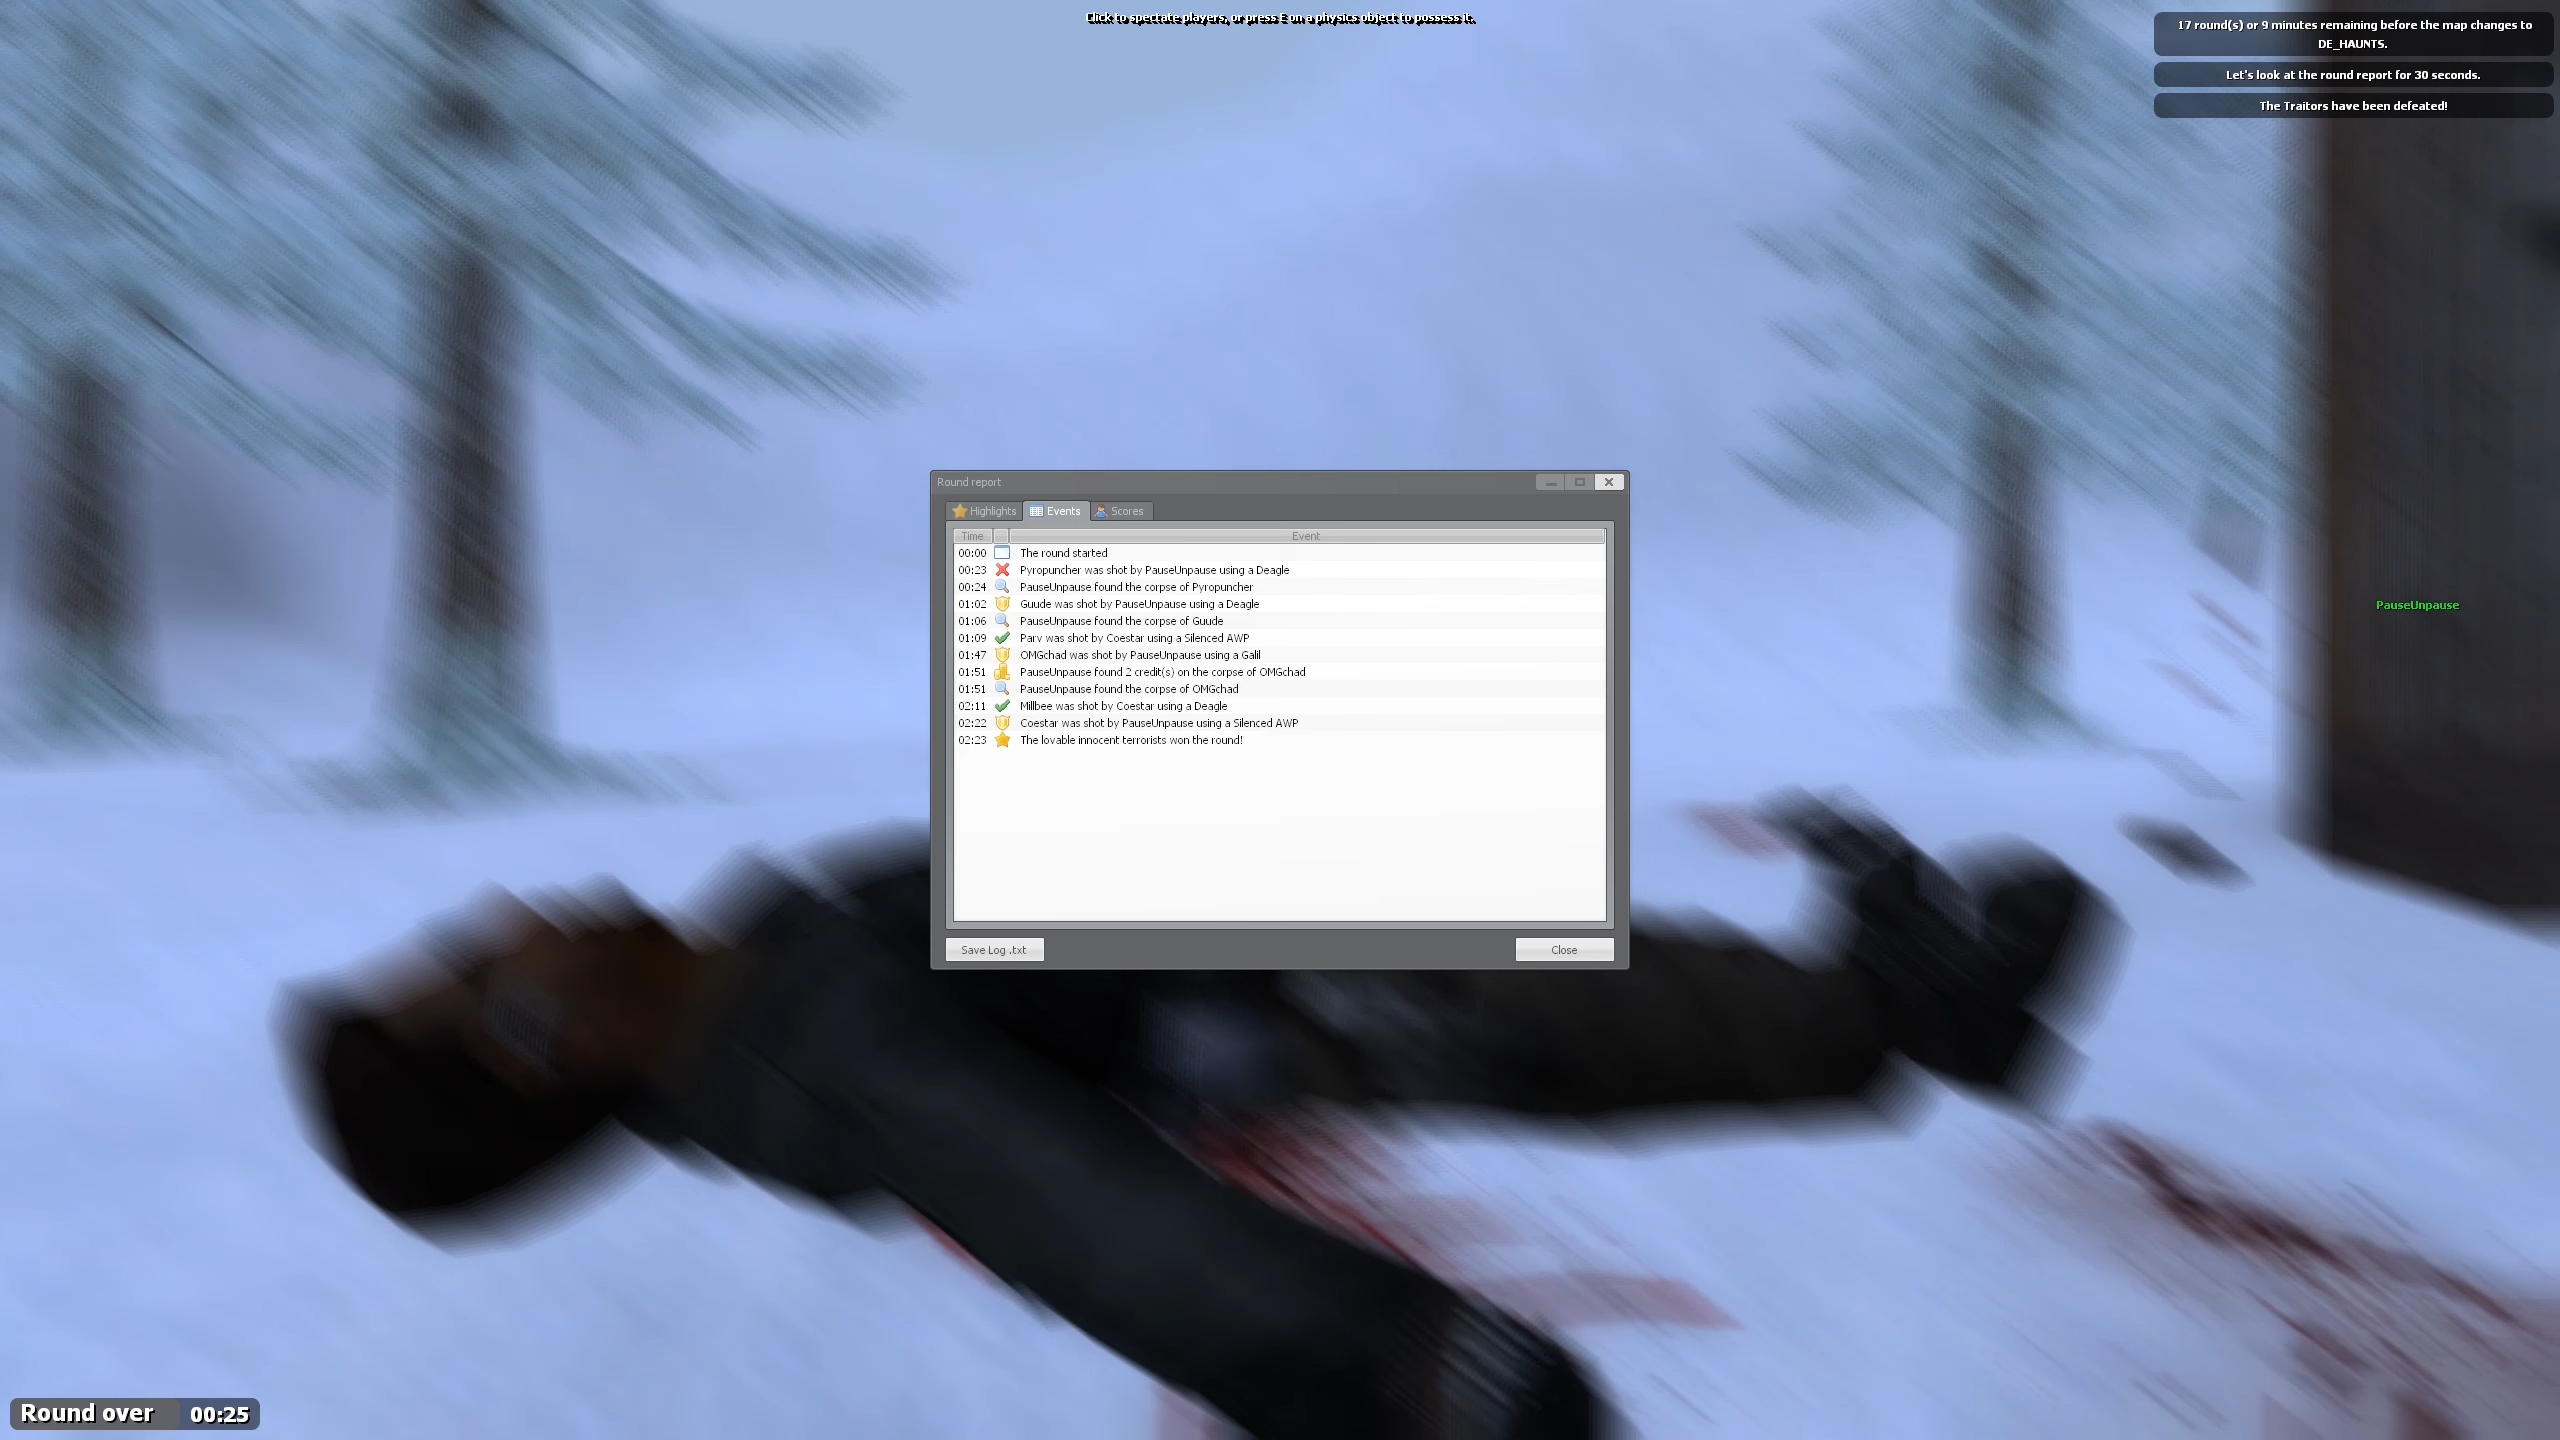 Click to spectate players, or press E on a physics object to possess it.
17 round(s) or 9 minutes remaining before the map changes to
DE_HAUNTS.
Let's look at the round report for 30 seconds.
The Traitors have been defeated!
Round report
Highlights Events Scores
Time Event
00:00 The round started
00:23 Pyropuncher was shot by PauseUnpause using a Deagle
00:24 PauseUnpause found the corpse of Pyropuncher
01:02 Guude was shot by PauseUnpause using a Deagle
01:06 PauseUnpause found the corpse of Guude
01:09 Parv was shot by Coestar using a Silenced AWP
01:47 OMGchad was shot by PauseUnpause using a Galil
01:51 PauseUnpause found 2 credit(s) on the corpse of OMGchad
01:51 PauseUnpause found the corpse of OMGchad
02:11 Millbee was shot by Coestar using a Deagle
02:22 Coestar was shot by PauseUnpause using a Silenced AWP
02:23 The lovable innocent terrorists won the round!
Save Log .txt Close
PauseUnpause
Round over 00:25